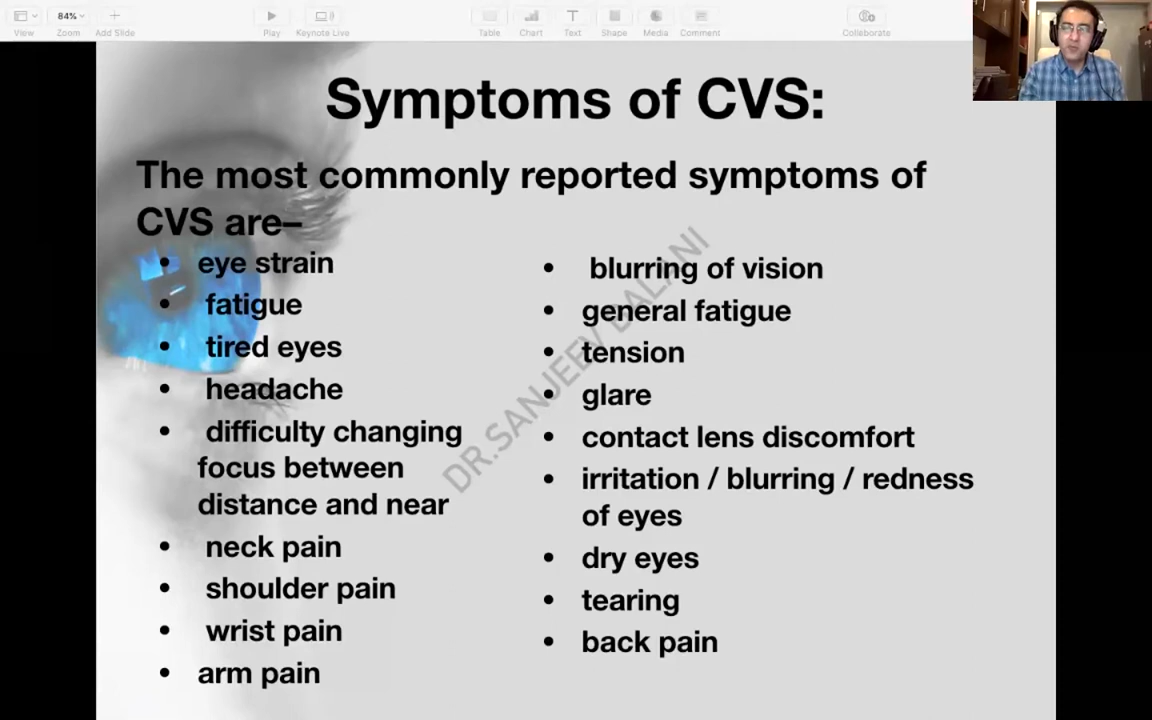 84%
View
Zoom
Add Slide
Play
Keynote Live
Table
Chart
Text
Shape
Media
Comment
Collaborate
Symptoms of CVS:
The most commonly reported symptoms of
CVS are–
• eye strain
• fatigue
• tired eyes
• headache
• difficulty changing
focus between
distance and near
• neck pain
• shoulder pain
• wrist pain
• arm pain
• blurring of vision
• general fatigue
• tension
• glare
• contact lens discomfort
• irritation / blurring / redness
of eyes
• dry eyes
• tearing
• back pain
DR.SANJEEV BALANI